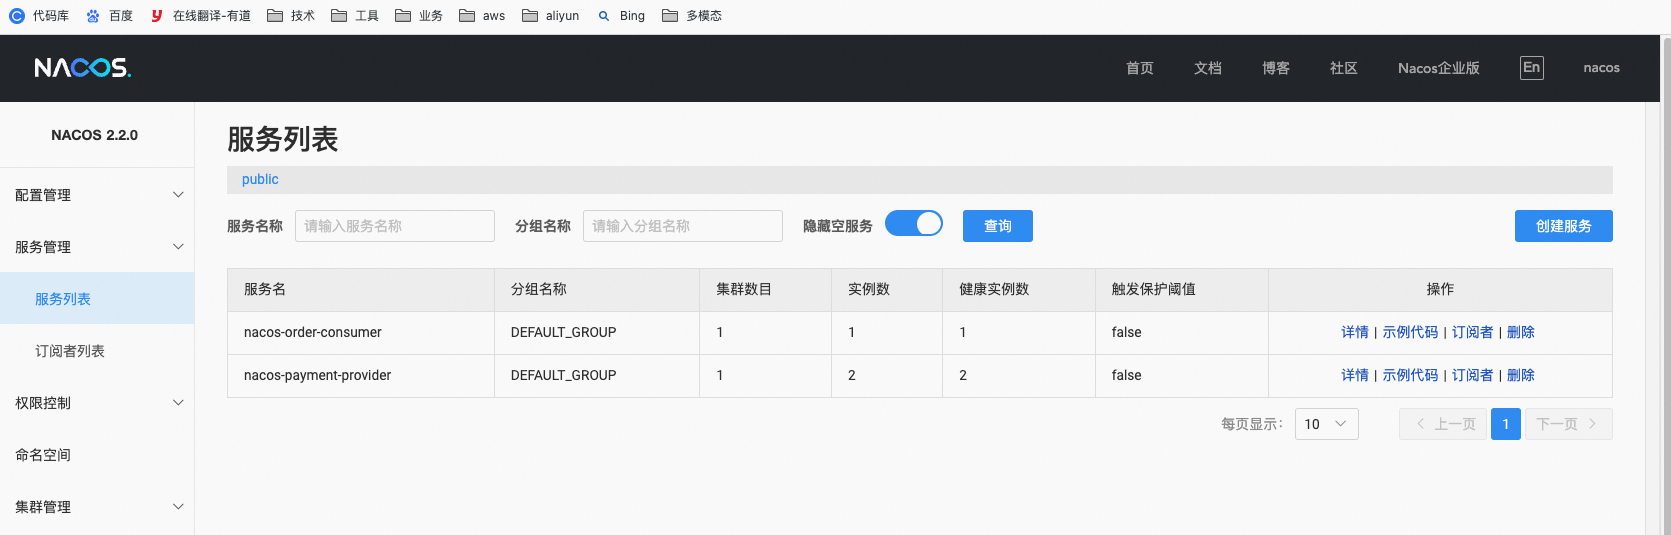 代码库 百度 在线翻译-有道 技术 工具 业务 aws aliyun Bing 多模态
NACOS. 首页 文档 博客 社区 Nacos企业版 En nacos
NACOS 2.2.0
配置管理
服务管理
服务列表
订阅者列表
权限控制
命名空间
集群管理
服务列表
public
服务名称 请输入服务名称 分组名称 请输入分组名称 隐藏空服务 查询 创建服务
服务名 分组名称 集群数目 实例数 健康实例数 触发保护阈值 操作
nacos-order-consumer DEFAULT_GROUP 1 1 1 false 详情 | 示例代码 | 订阅者 | 删除
nacos-payment-provider DEFAULT_GROUP 1 2 2 false 详情 | 示例代码 | 订阅者 | 删除
每页显示: 10 上一页 1 下一页